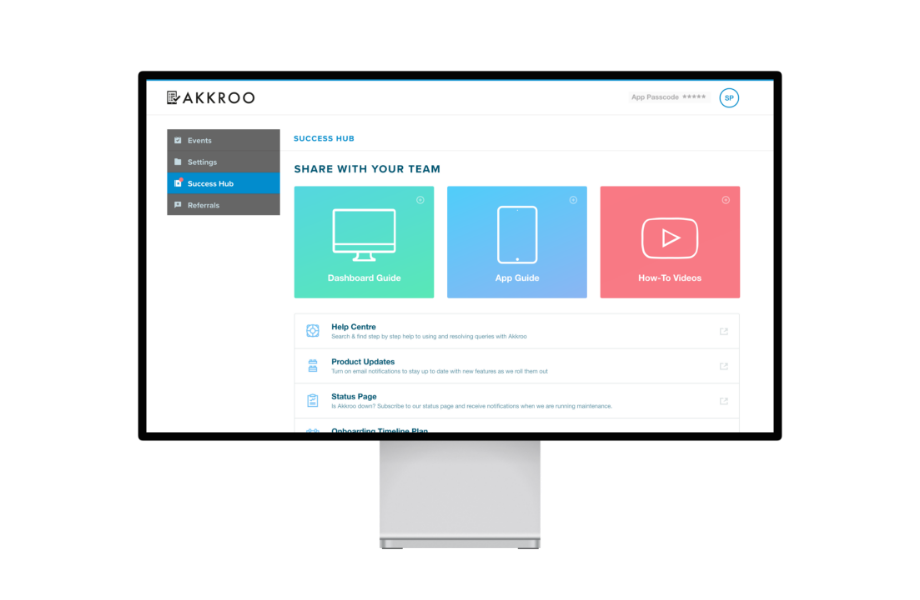 AKKROO
App Passcode *****
SP
Events
Settings
Success Hub
Referrals
SUCCESS HUB
SHARE WITH YOUR TEAM
Dashboard Guide
App Guide
How-To Videos
Help Centre
Search & find step by step help to using and resolving queries with Akkroo
Product Updates
Turn on email notifications to stay up to date with new features as we roll them out
Status Page
Is Akkroo down? Subscribe to our status page and receive notifications when we are running maintenance.
Onboarding Timeline Plan